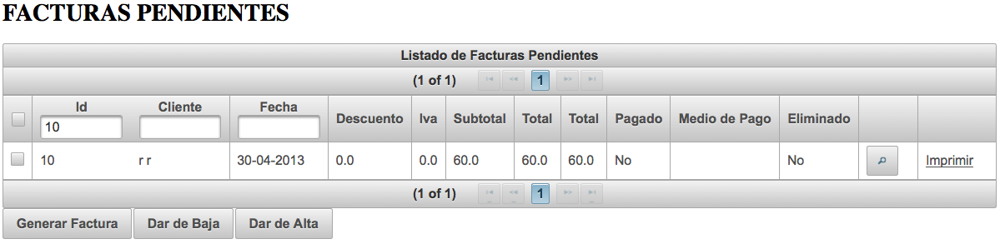 FACTURAS PENDIENTES
Listado de Facturas Pendientes
(1 of 1) 1
Id Cliente Fecha Descuento Iva Subtotal Total Total Pagado Medio de Pago Eliminado
10
10 r r 30-04-2013 0.0 0.0 60.0 60.0 60.0 No No Imprimir
(1 of 1) 1
Generar Factura Dar de Baja Dar de Alta